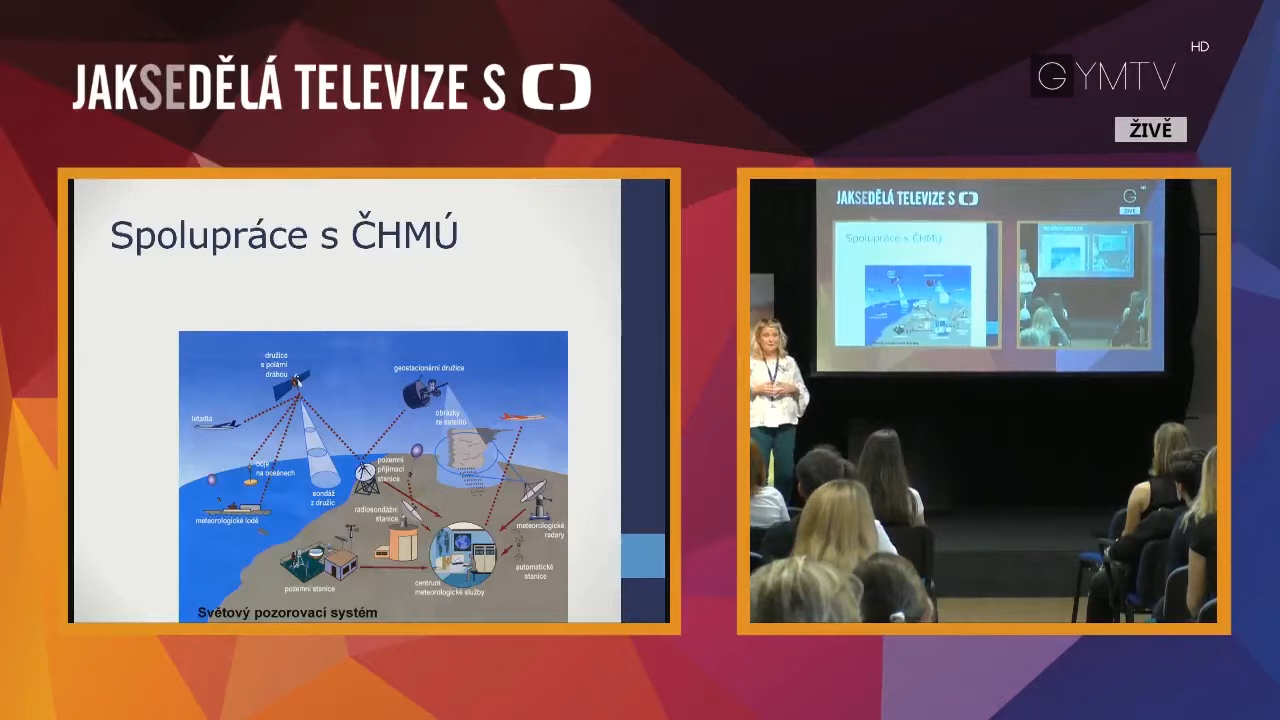 JAKSEDĚLÁ TELEVIZE S
HD
GYMTV
ŽIVĚ
Spolupráce s ČHMÚ
družice
s polární
dráhou
geostacionární družice
letadla
obrázky
ze satelitů
bóje
na oceánech
pozemní
přijímací
stanice
sondáž
z družic
meteorologické lodě
radiosondážní
stanice
meteorologické
radary
automatické
stanice
pozemní stanice
centrum
meteorologické služby
Světový pozorovací systém
JAKSEDĚLÁ TELEVIZE S
G
ŽIVĚ
Spolupráce s ČHMÚ